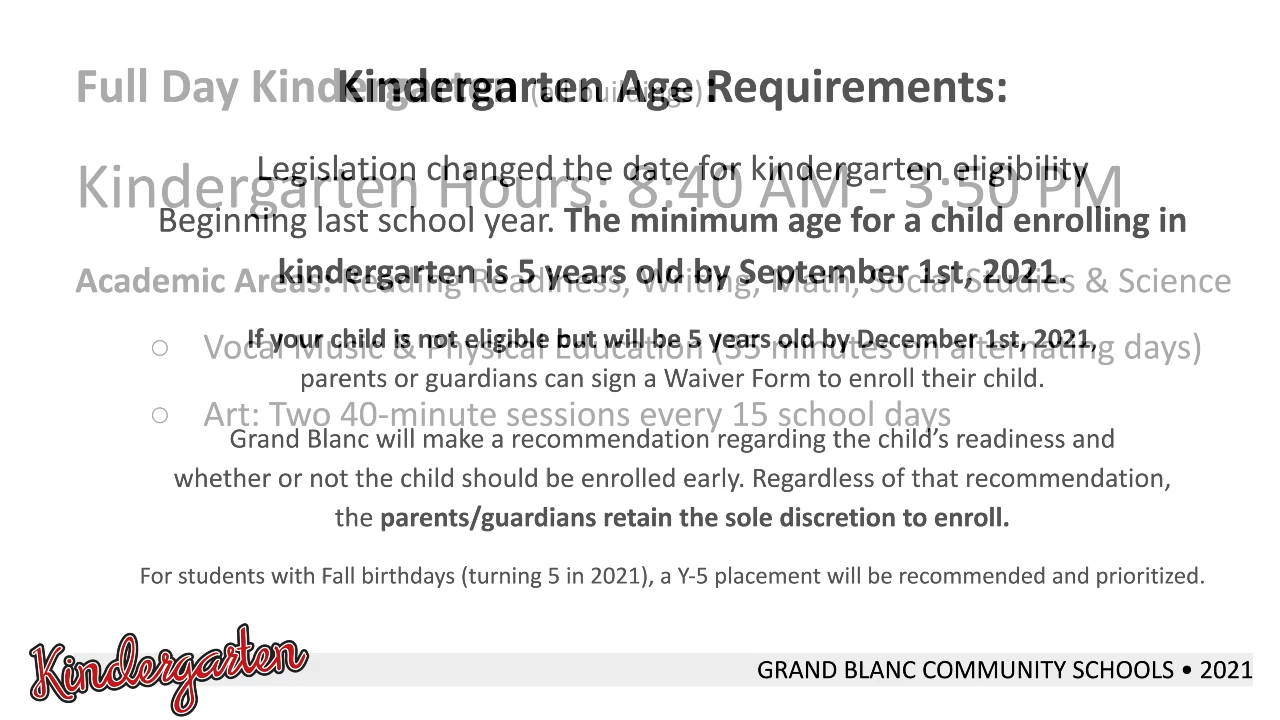 Full Day Kindergarten (all buildings):
Kindergarten Age Requirements:
Kindergarten Hours: 8:40 AM - 3:50 PM
Legislation changed the date for kindergarten eligibility
Beginning last school year. The minimum age for a child enrolling in
kindergarten is 5 years old by September 1st, 2021.
Academic Areas: Reading Readiness, Writing, Math, Social Studies & Science
If your child is not eligible but will be 5 years old by December 1st, 2021,
○ Vocal Music & Physical Education (35 minutes on alternating days)
parents or guardians can sign a Waiver Form to enroll their child.
○ Art: Two 40-minute sessions every 15 school days
Grand Blanc will make a recommendation regarding the child’s readiness and
whether or not the child should be enrolled early. Regardless of that recommendation,
the parents/guardians retain the sole discretion to enroll.
For students with Fall birthdays (turning 5 in 2021), a Y-5 placement will be recommended and prioritized.
Kindergarten
GRAND BLANC COMMUNITY SCHOOLS • 2021